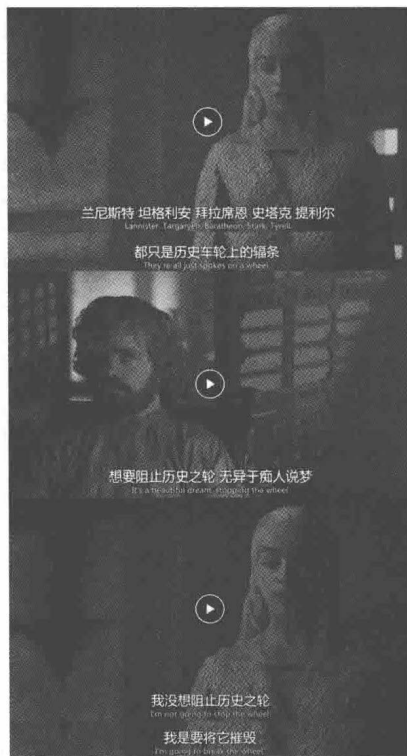 兰尼斯特 坦格利安 拜拉席恩 史塔克 提利尔
Lannister, Targaryen, Baratheon, Stark, Tyrell
都只是历史车轮上的辐条
They're all just spokes on a wheel
想要阻止历史之轮 无异于痴人说梦
It's a beautiful dream, stopping the wheel
我没想阻止历史之轮
I'm not going to stop the wheel
我是要将它摧毁
I'm going to break the wheel